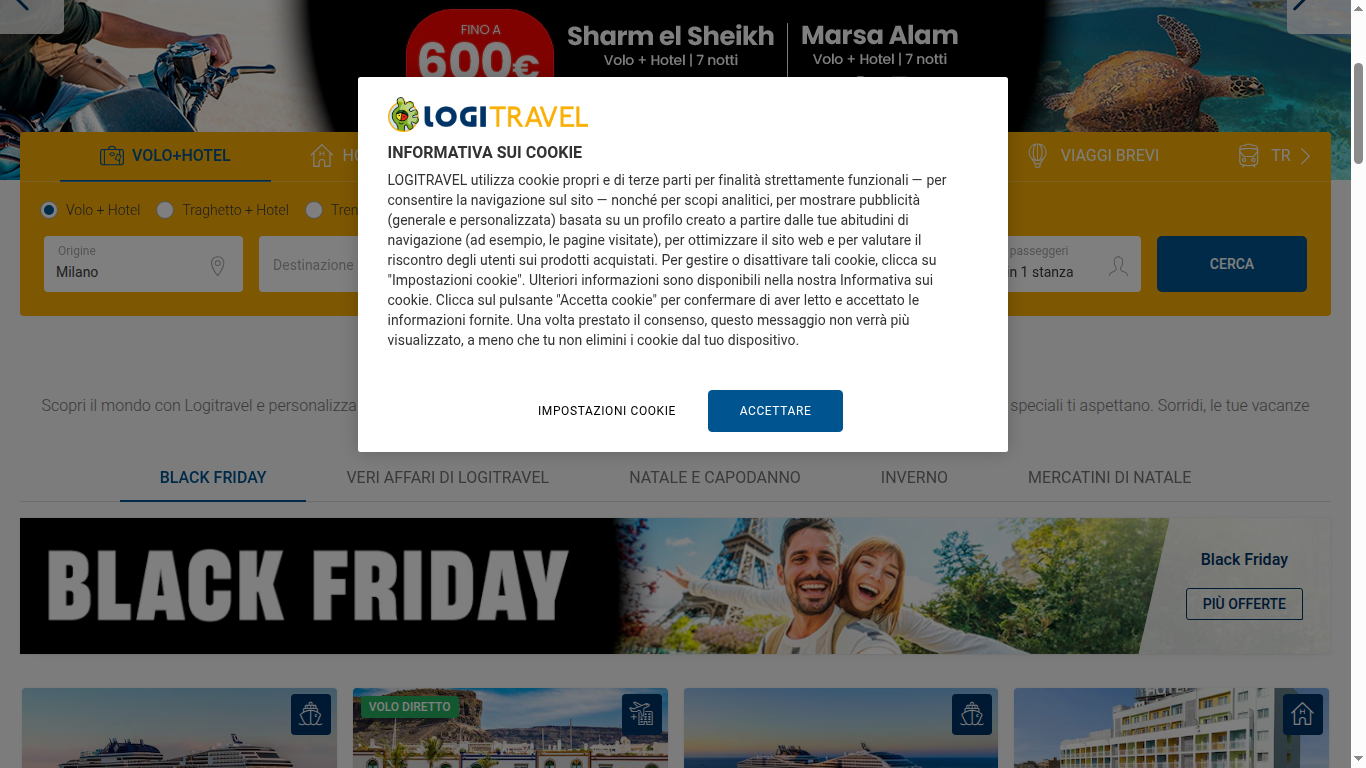 FINO A
600€
Sharm el Sheikh
Volo + Hotel | 7 notti
Marsa Alam
Volo + Hotel | 7 notti
LOGITRAVEL
INFORMATIVA SUI COOKIE
LOGITRAVEL utilizza cookie propri e di terze parti per finalità strettamente funzionali — per
consentire la navigazione sul sito — nonché per scopi analitici, per mostrare pubblicità
(generale e personalizzata) basata su un profilo creato a partire dalle tue abitudini di
navigazione (ad esempio, le pagine visitate), per ottimizzare il sito web e per valutare il
riscontro degli utenti sui prodotti acquistati. Per gestire o disattivare tali cookie, clicca su
"Impostazioni cookie". Ulteriori informazioni sono disponibili nella nostra Informativa sui
cookie. Clicca sul pulsante "Accetta cookie" per confermare di aver letto e accettato le
informazioni fornite. Una volta prestato il consenso, questo messaggio non verrà più
visualizzato, a meno che tu non elimini i cookie dal tuo dispositivo.
IMPOSTAZIONI COOKIE
ACCETTARE
VOLO+HOTEL
HO
VIAGGI BREVI
TR
Volo + Hotel
Traghetto + Hotel
Tren
Origine
Milano
Destinazione
passeggeri
in 1 stanza
CERCA
Scopri il mondo con Logitravel e personalizza
speciali ti aspettano. Sorridi, le tue vacanze
BLACK FRIDAY
VERI AFFARI DI LOGITRAVEL
NATALE E CAPODANNO
INVERNO
MERCATINI DI NATALE
BLACK FRIDAY
Black Friday
PIÙ OFFERTE
VOLO DIRETTO